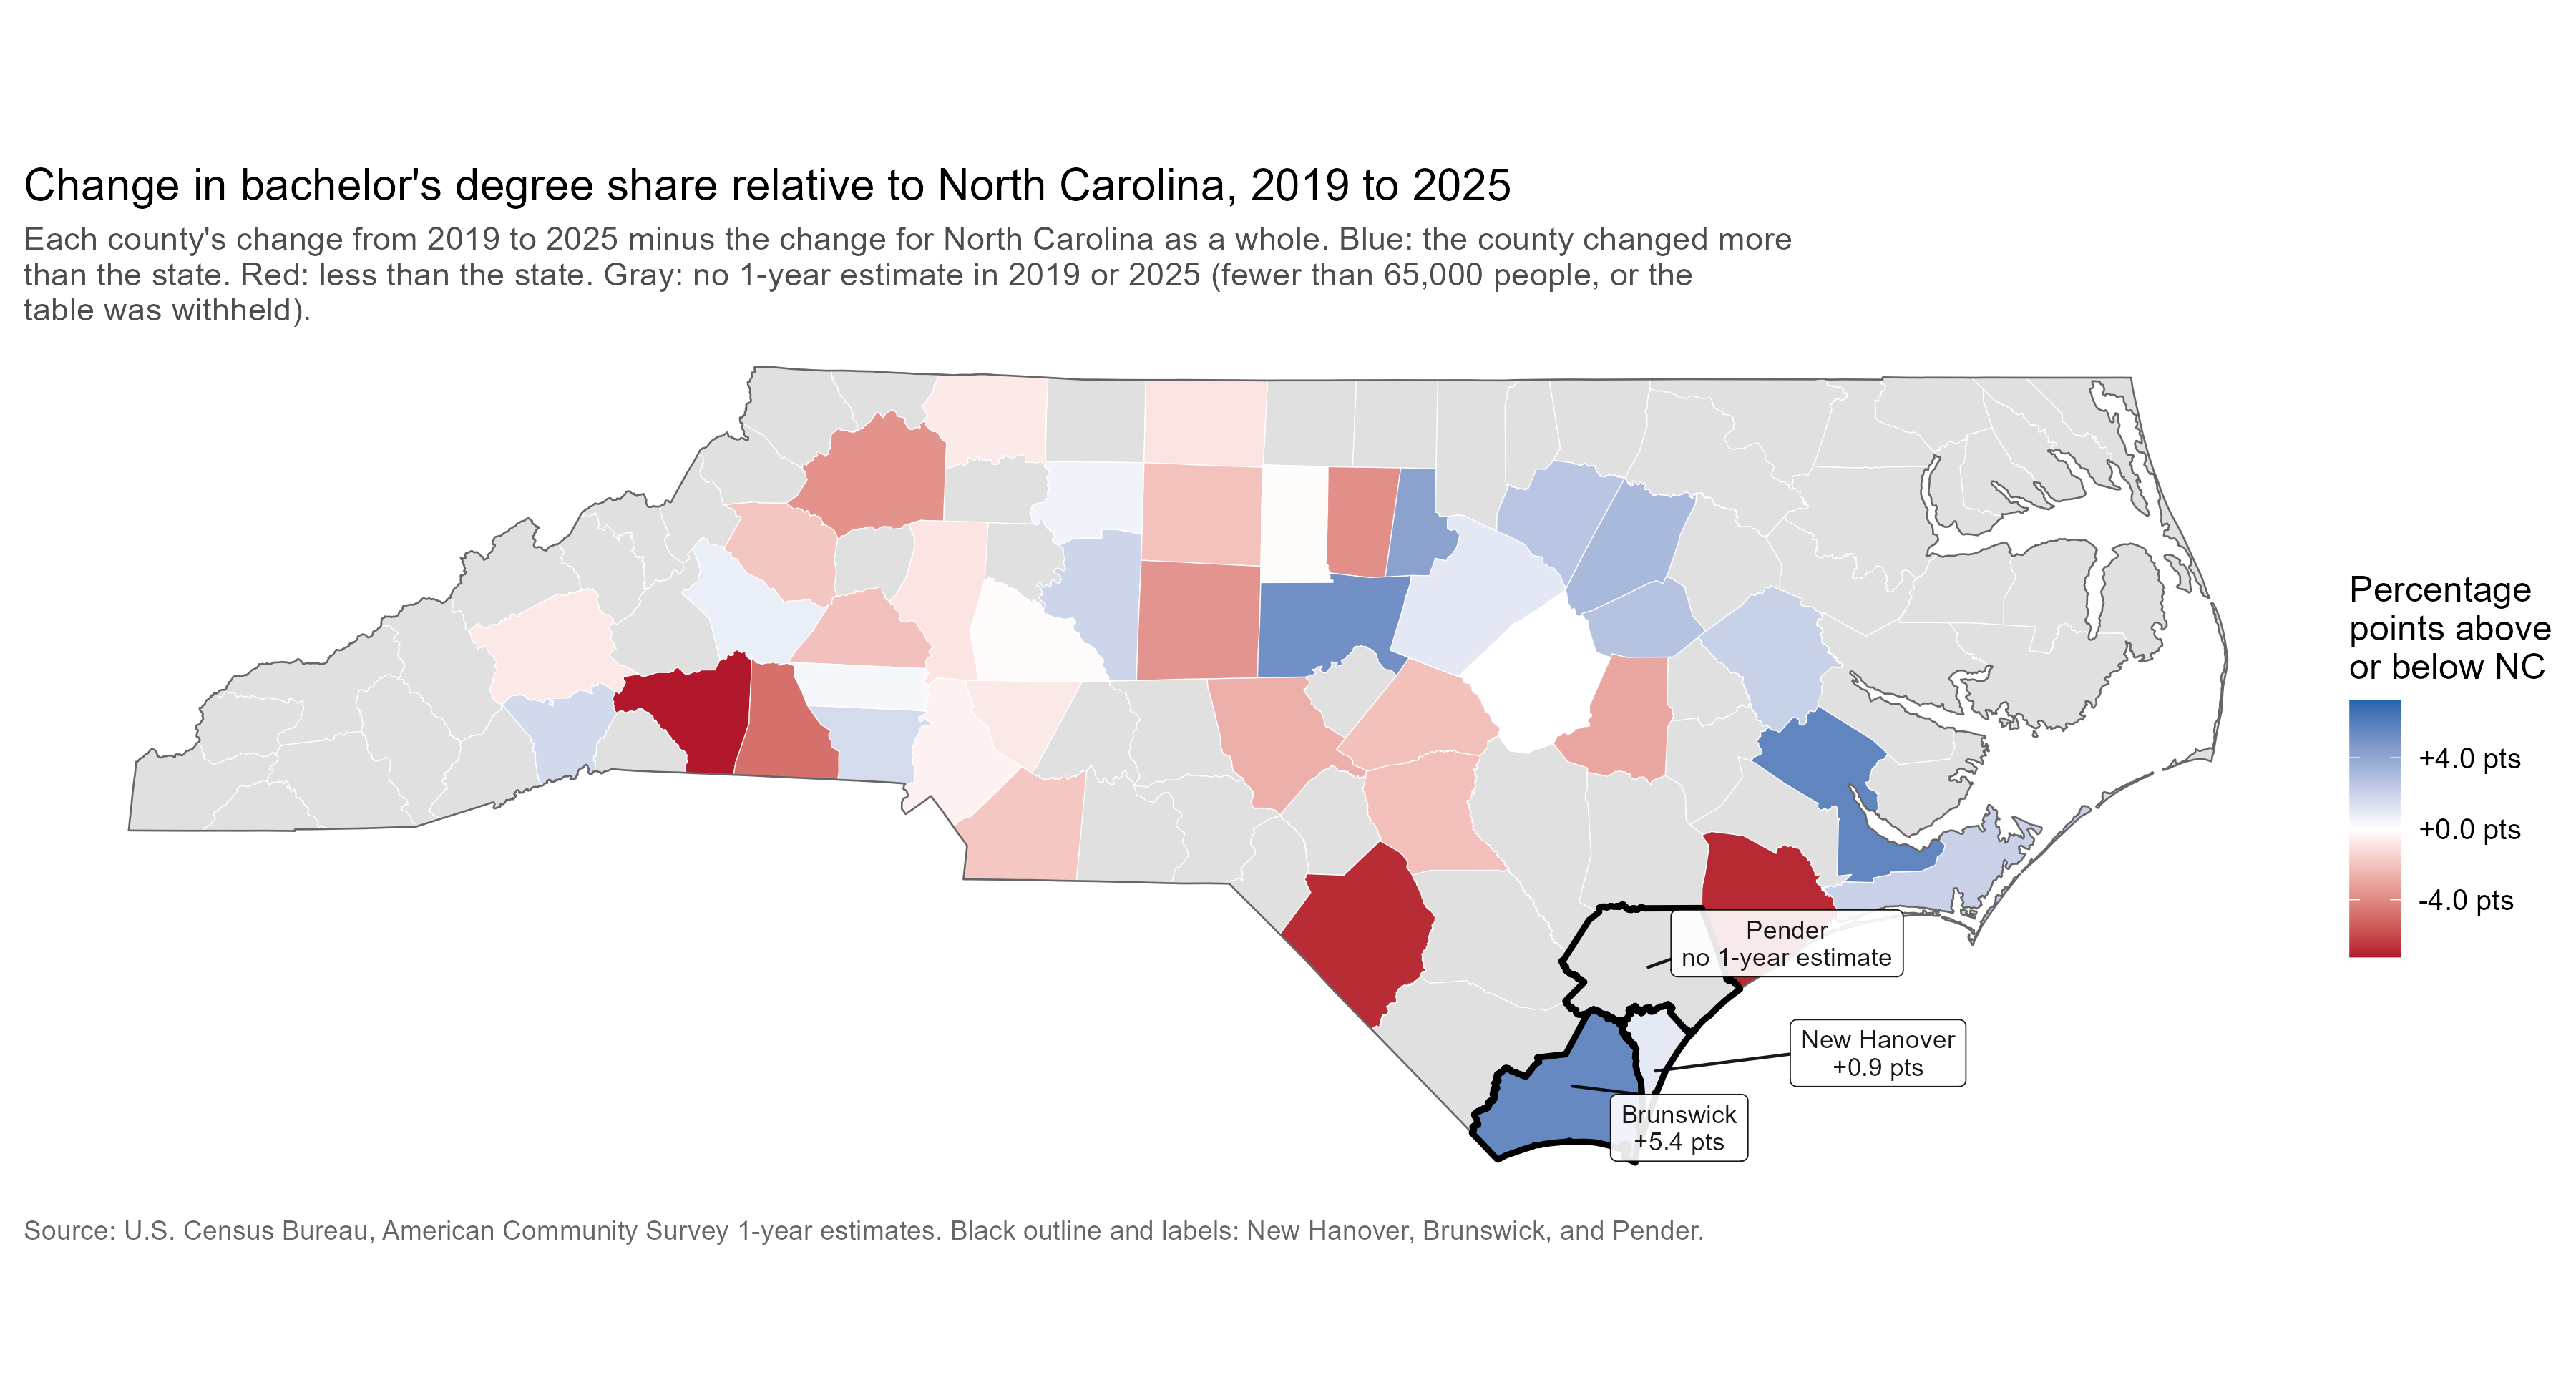 Change in bachelor's degree share relative to North Carolina, 2019 to 2025
Each county's change from 2019 to 2025 minus the change for North Carolina as a whole. Blue: the county changed more
than the state. Red: less than the state. Gray: no 1-year estimate in 2019 or 2025 (fewer than 65,000 people, or the
table was withheld).
Percentage
points above
or below NC
+4.0 pts
+0.0 pts
-4.0 pts
Pender
no 1-year estimate
New Hanover
+0.9 pts
Brunswick
+5.4 pts
Source: U.S. Census Bureau, American Community Survey 1-year estimates. Black outline and labels: New Hanover, Brunswick, and Pender.